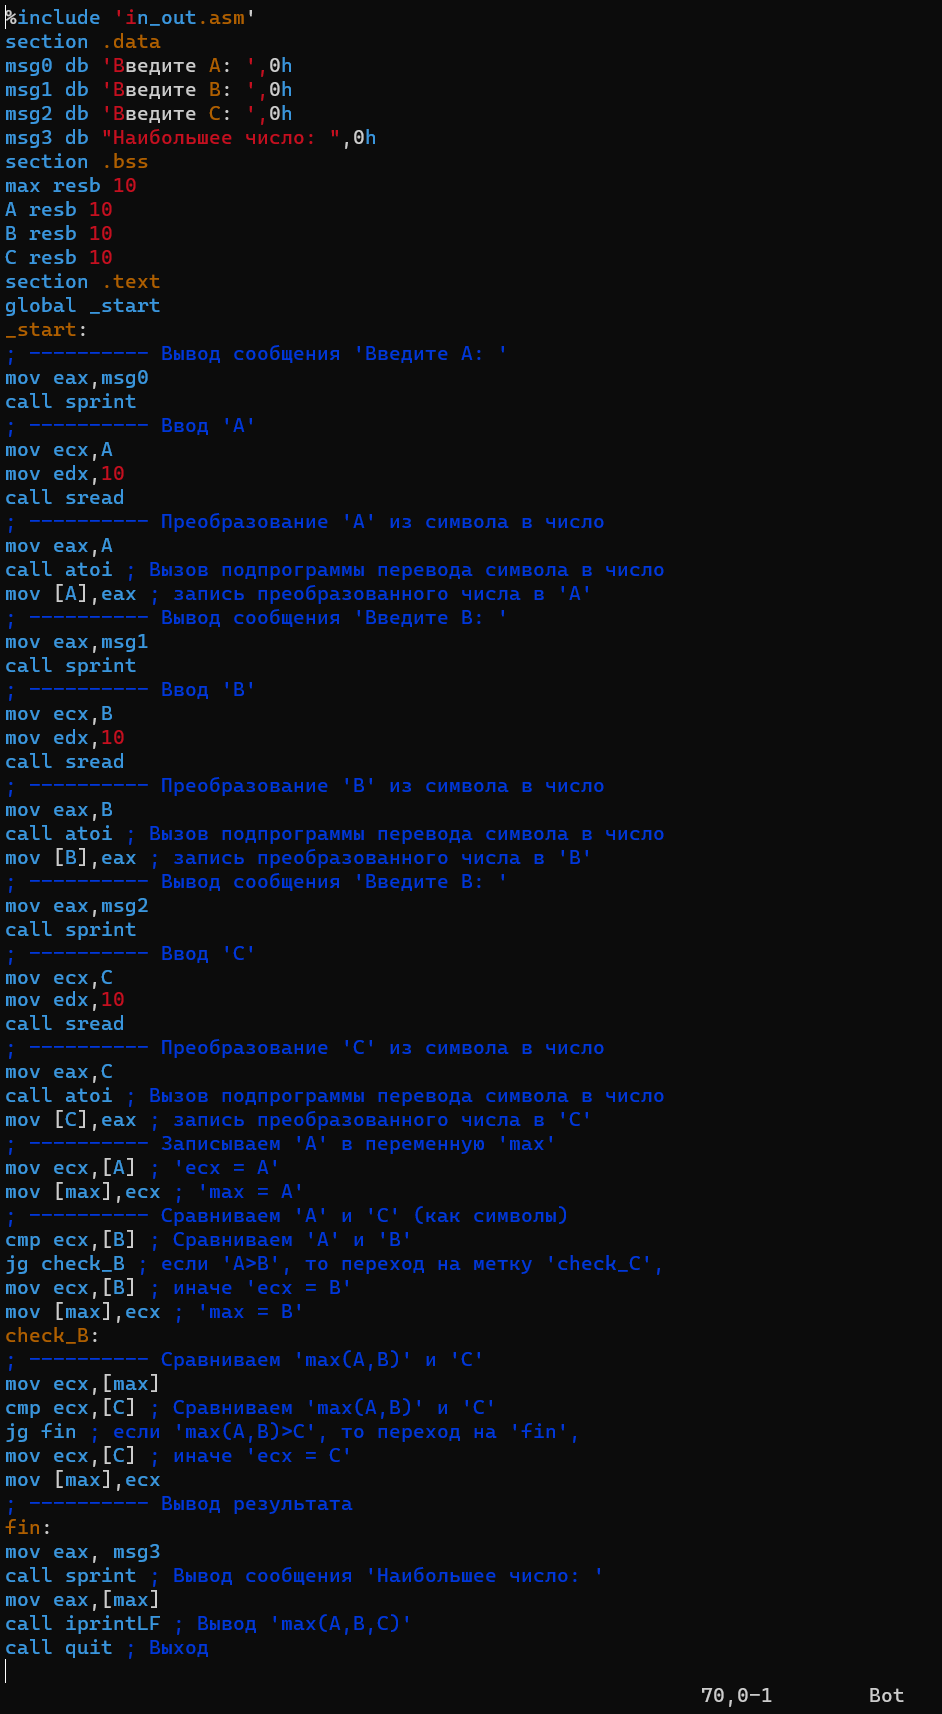 %include 'in_out.asm'
section .data
msg0 db 'Введите A: ',0h
msg1 db 'Введите B: ',0h
msg2 db 'Введите C: ',0h
msg3 db "Наибольшее число: ",0h
section .bss
max resb 10
A resb 10
B resb 10
C resb 10
section .text
global _start
_start:
; ---------- Вывод сообщения 'Введите A: '
mov eax,msg0
call sprint
; ---------- Ввод 'A'
mov ecx,A
mov edx,10
call sread
; ---------- Преобразование 'A' из символа в число
mov eax,A
call atoi ; Вызов подпрограммы перевода символа в число
mov [A],eax ; запись преобразованного числа в 'A'
; ---------- Вывод сообщения 'Введите B: '
mov eax,msg1
call sprint
; ---------- Ввод 'B'
mov ecx,B
mov edx,10
call sread
; ---------- Преобразование 'B' из символа в число
mov eax,B
call atoi ; Вызов подпрограммы перевода символа в число
mov [B],eax ; запись преобразованного числа в 'B'
; ---------- Вывод сообщения 'Введите B: '
mov eax,msg2
call sprint
; ---------- Ввод 'C'
mov ecx,C
mov edx,10
call sread
; ---------- Преобразование 'C' из символа в число
mov eax,C
call atoi ; Вызов подпрограммы перевода символа в число
mov [C],eax ; запись преобразованного числа в 'C'
; ---------- Записываем 'A' в переменную 'max'
mov ecx,[A] ; 'ecx = A'
mov [max],ecx ; 'max = A'
; ---------- Сравниваем 'A' и 'C' (как символы)
cmp ecx,[B] ; Сравниваем 'A' и 'B'
jg check_B ; если 'A>B', то переход на метку 'check_C',
mov ecx,[B] ; иначе 'ecx = B'
mov [max],ecx ; 'max = B'
check_B:
; ---------- Сравниваем 'max(A,B)' и 'C'
mov ecx,[max]
cmp ecx,[C] ; Сравниваем 'max(A,B)' и 'C'
jg fin ; если 'max(A,B)>C', то переход на 'fin',
mov ecx,[C] ; иначе 'ecx = C'
mov [max],ecx
; ---------- Вывод результата
fin:
mov eax, msg3
call sprint ; Вывод сообщения 'Наибольшее число: '
mov eax,[max]
call iprintLF ; Вывод 'max(A,B,C)'
call quit ; Выход
70,0-1 Bot